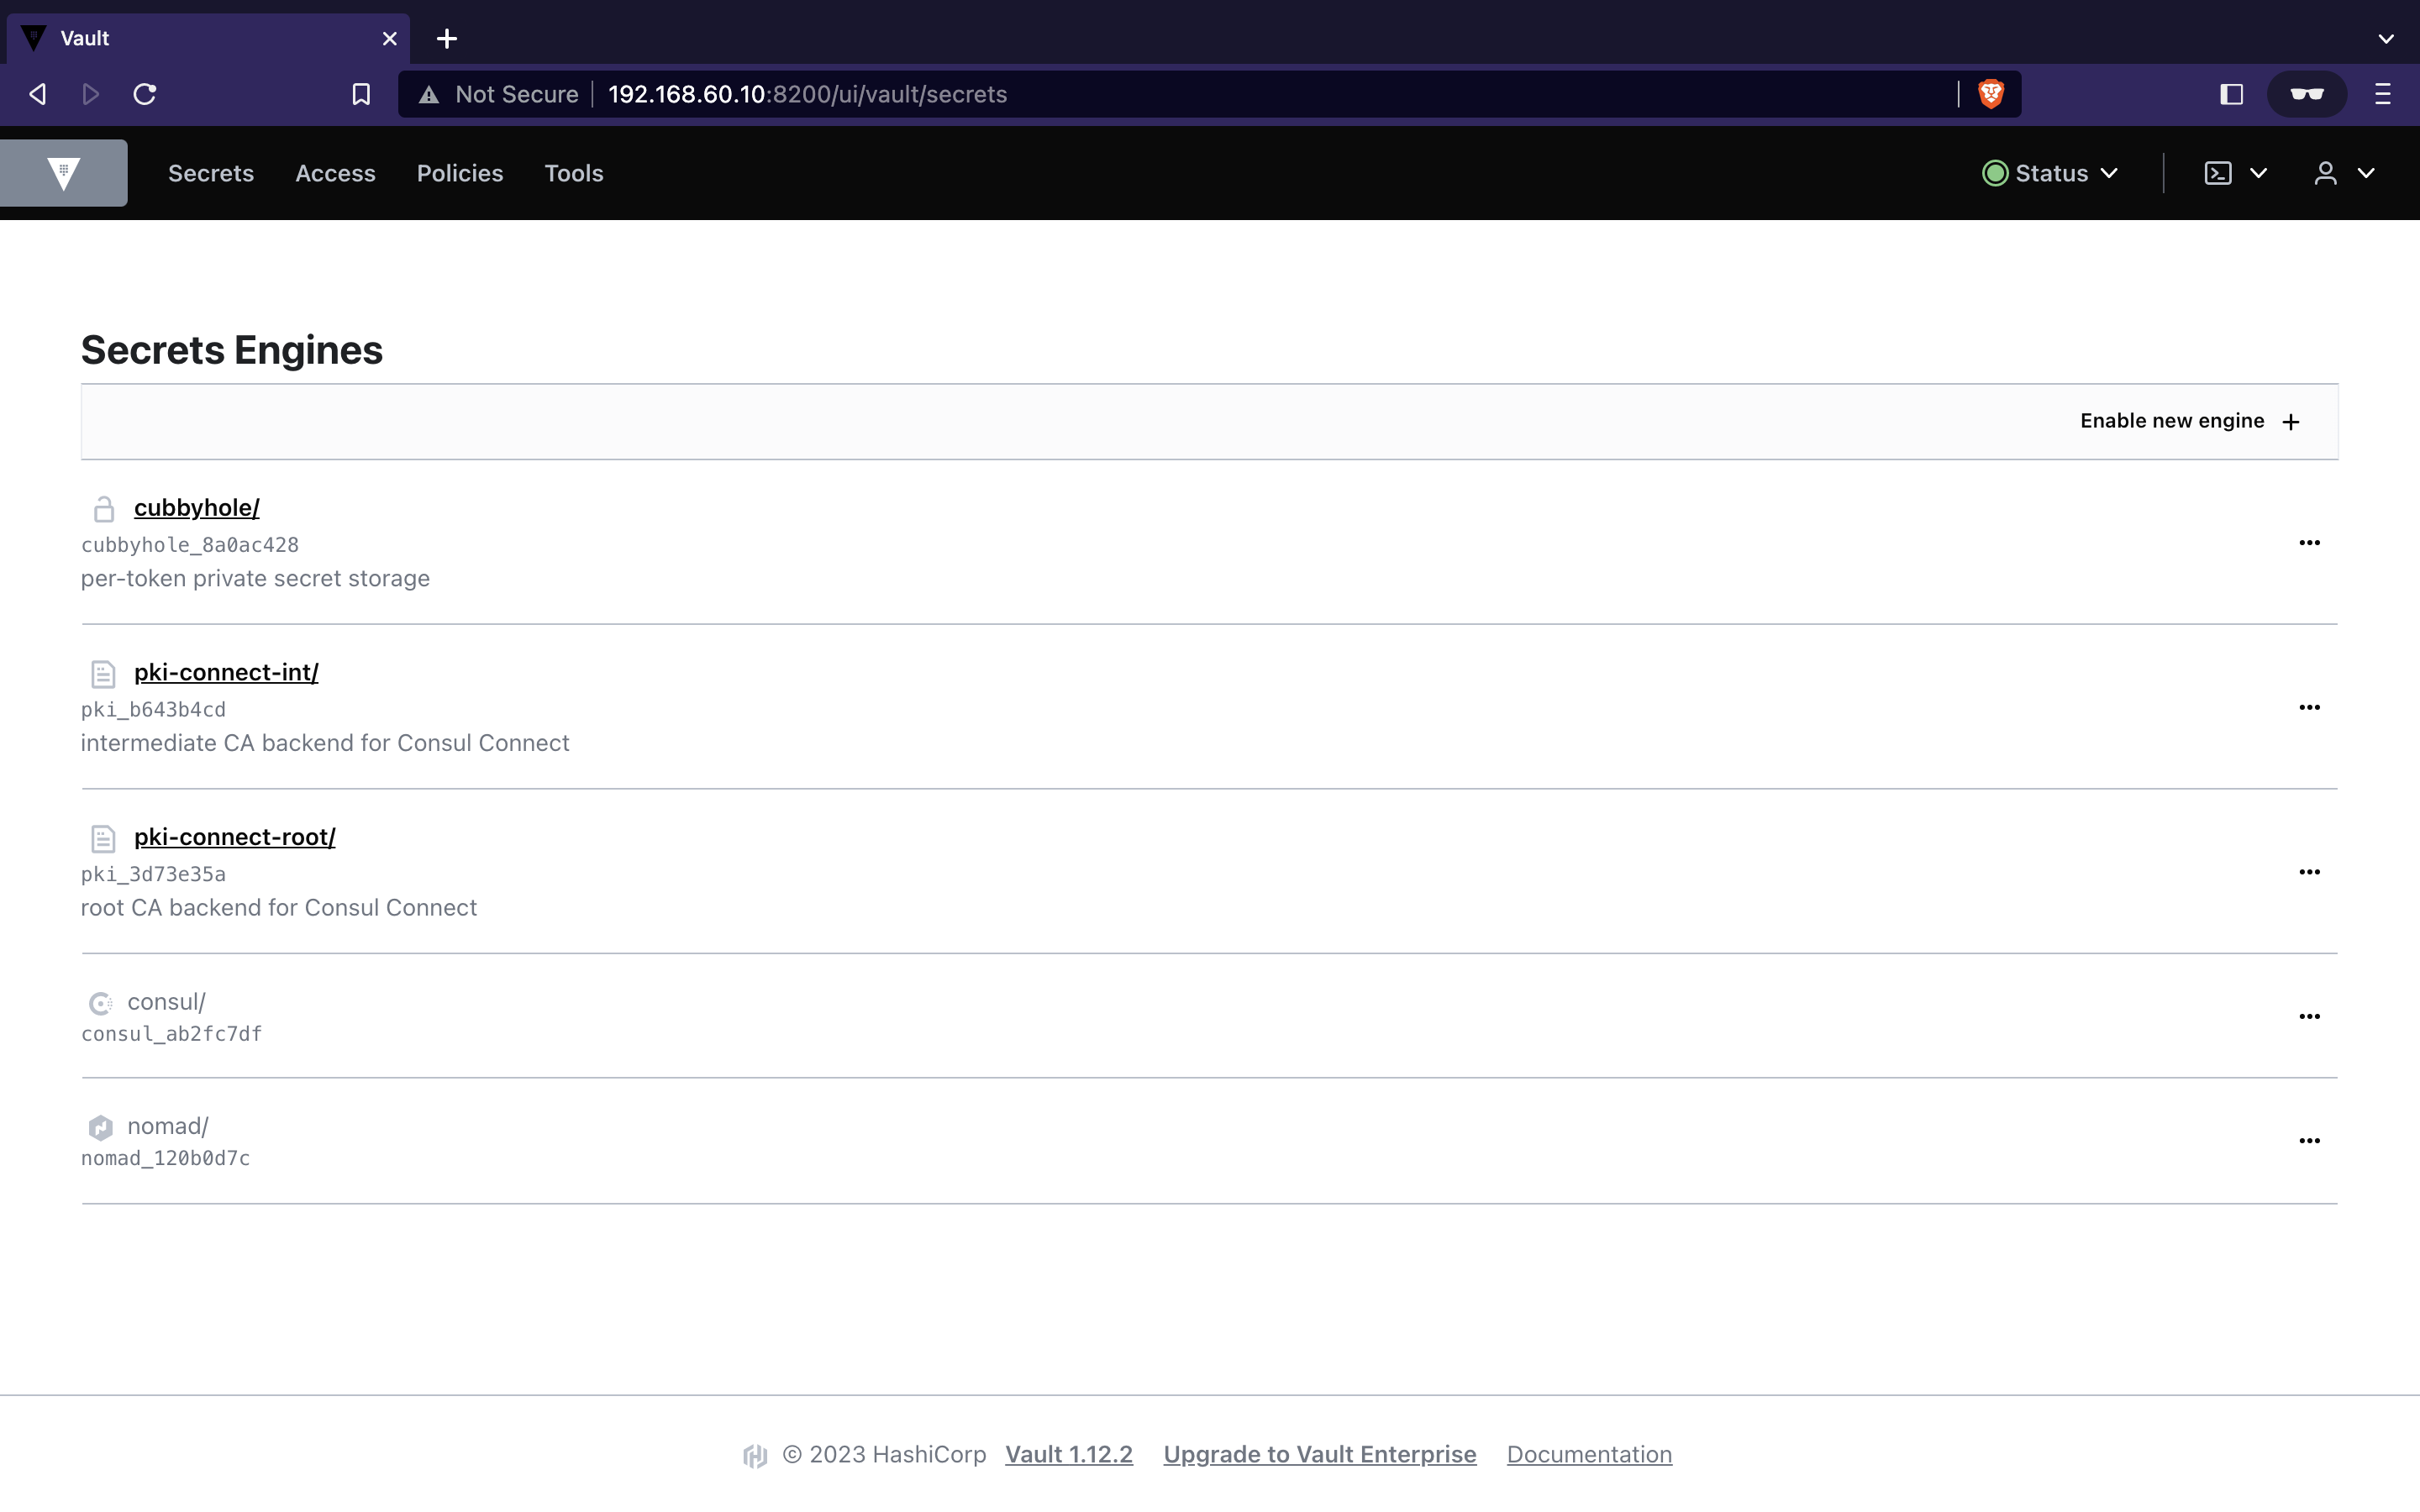 Vault
Not Secure 192.168.60.10:8200/ui/vault/secrets
Secrets Access Policies Tools Status
Secrets Engines
Enable new engine
cubbyhole/
cubbyhole_8a0ac428
per-token private secret storage
pki-connect-int/
pki_b643b4cd
intermediate CA backend for Consul Connect
pki-connect-root/
pki_3d73e35a
root CA backend for Consul Connect
consul/
consul_ab2fc7df
nomad/
nomad_120b0d7c
© 2023 HashiCorp Vault 1.12.2 Upgrade to Vault Enterprise Documentation